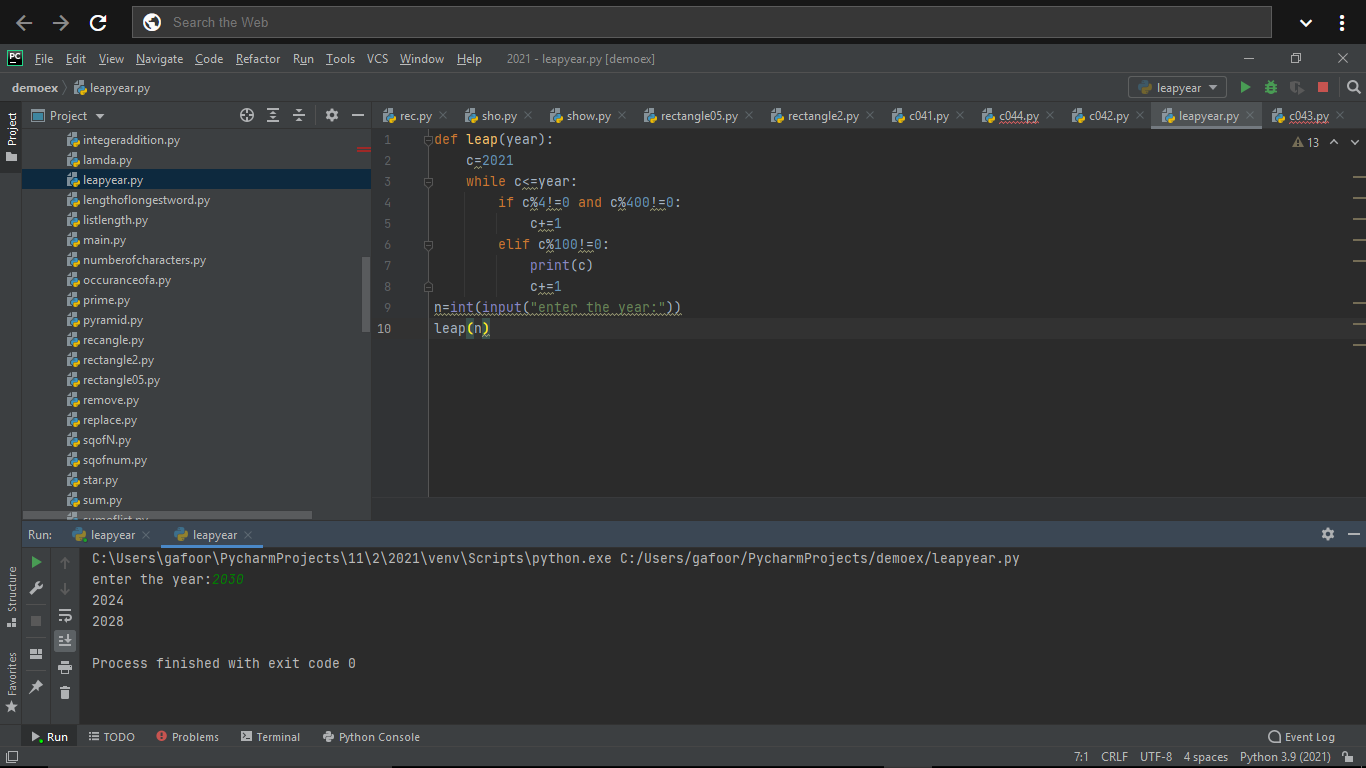 Search the Web
PC File Edit View Navigate Code Refactor Run Tools VCS Window Help 2021 - leapyear.py [demoex]
demoex leapyear.py leapyear
Project
Project
rec.py sho.py show.py rectangle05.py rectangle2.py c041.py c044.py c042.py leapyear.py c043.py
integeraddition.py
lamda.py
leapyear.py
lengthoflongestword.py
listlength.py
main.py
numberofcharacters.py
occuranceofa.py
prime.py
pyramid.py
recangle.py
rectangle2.py
rectangle05.py
remove.py
replace.py
sqofN.py
sqofnum.py
star.py
sum.py
sumoflist.py
13
1 def leap(year):
2 c=2021
3 while c<=year:
4 if c%4!=0 and c%400!=0:
5 c+=1
6 elif c%100!=0:
7 print(c)
8 c+=1
9 n=int(input("enter the year:"))
10 leap(n)
Run: leapyear leapyear
C:\Users\gafoor\PycharmProjects\11\2\2021\venv\Scripts\python.exe C:/Users/gafoor/PycharmProjects/demoex/leapyear.py
enter the year:2030
2024
2028
Process finished with exit code 0
Structure
Favorites
Run TODO Problems Terminal Python Console Event Log
7:1 CRLF UTF-8 4 spaces Python 3.9 (2021)